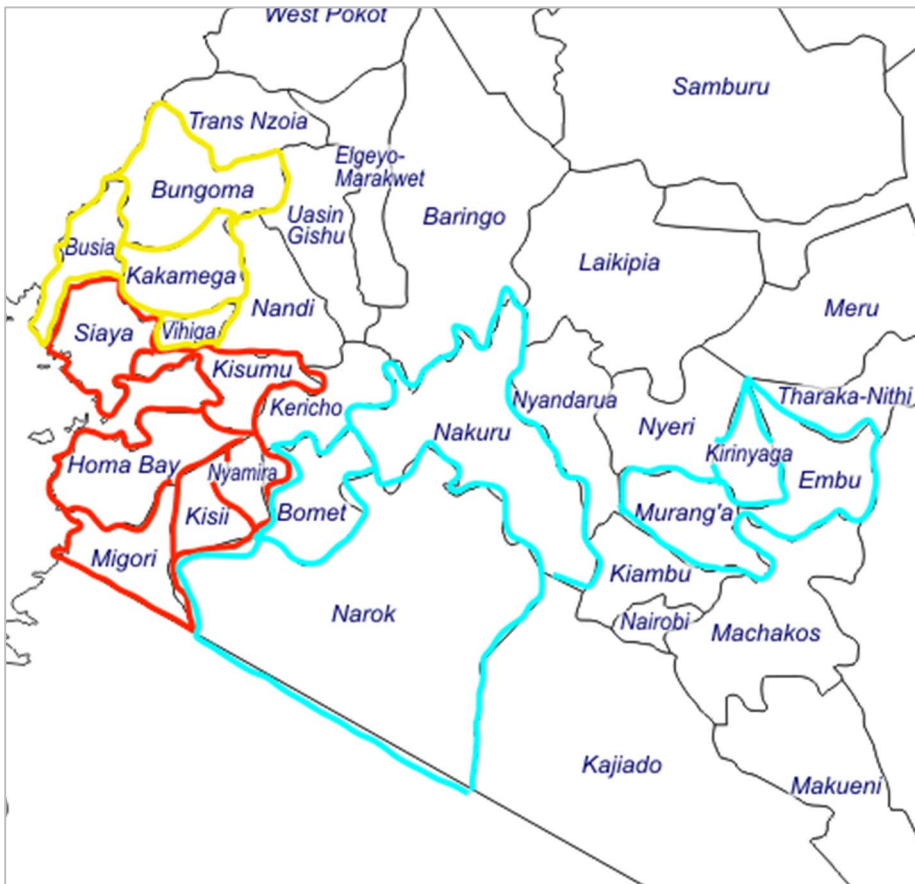 West Pokot
Samburu
Trans Nzoia
Elgeyo-
Marakwet
Bungoma
Uasin
Gishu
Baringo
Busia
Laikipia
Kakamega
Nandi
Meru
Siaya
Vihiga
Kisumu
Kericho
Nyandarua
Tharaka-Nithi
Nakuru
Nyeri
Kirinyaga
Homa Bay
Nyamira
Embu
Bomet
Kisii
Murang'a
Migori
Kiambu
Narok
Nairobi
Machakos
Kajiado
Makueni